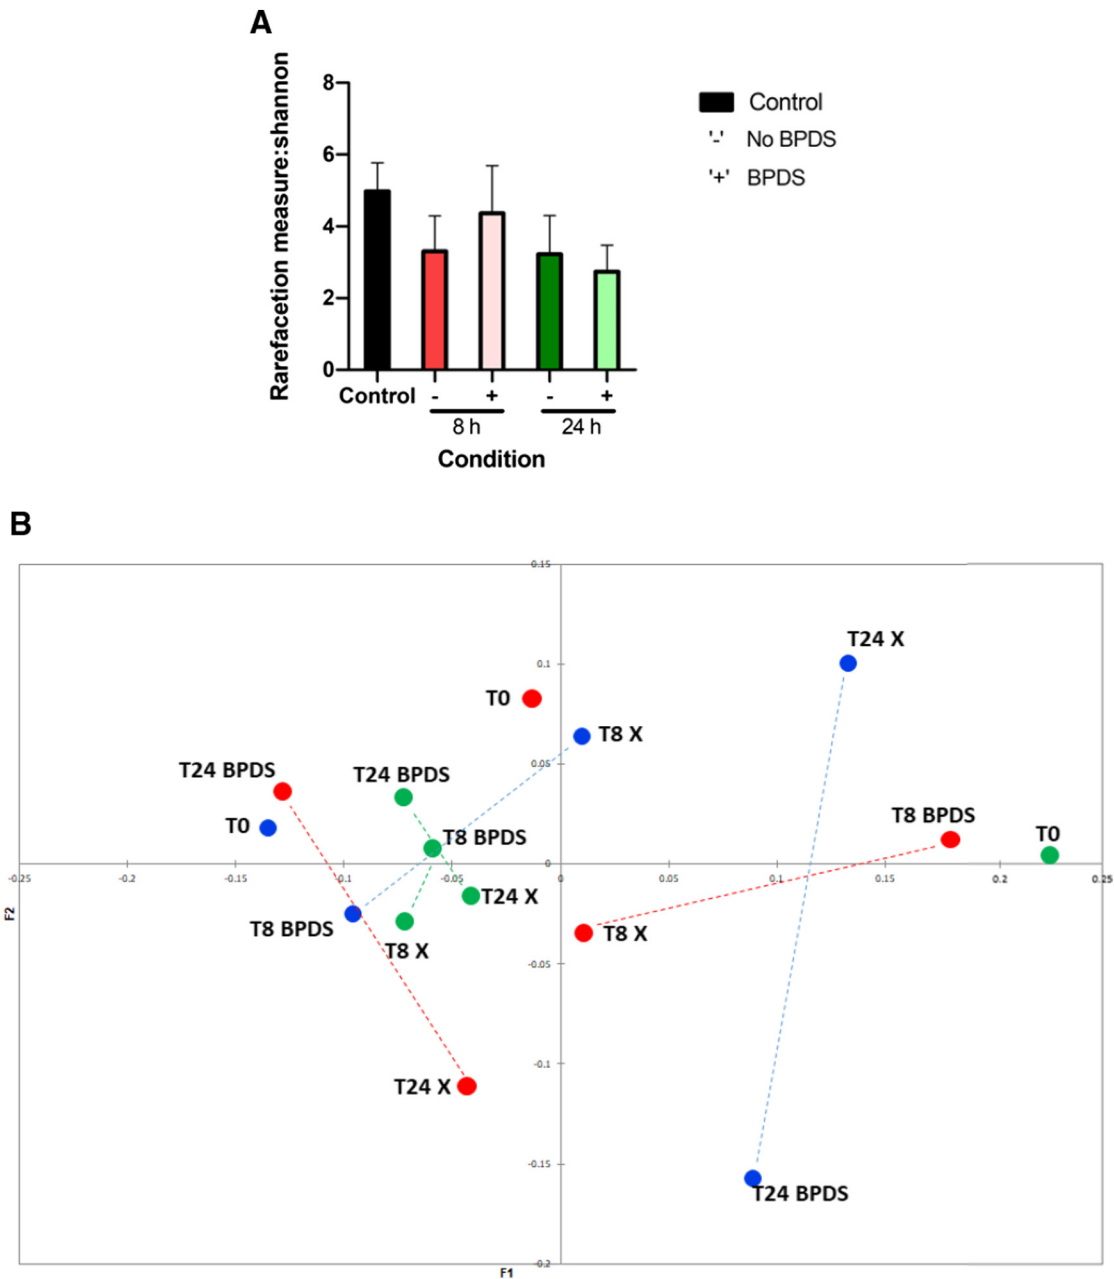 A
Rarefacetion measure:shannon
8
6
4
2
0
Control
-
+
-
+
8 h
24 h
Condition
Control
'-' No BPDS
'+' BPDS
B
0.15
T24 X
0.1
T0
T8 X
0.05
T24 BPDS
T24 BPDS
T0
T8 BPDS
T8 BPDS
T0
0
-0.25
-0.2
-0.15
-0.1
-0.05
0
0.05
0.1
0.15
0.2
0.25
F2
T24 X
T8 BPDS
T8 X
T8 X
-0.05
T24 X
-0.1
-0.15
T24 BPDS
-0.2
F1